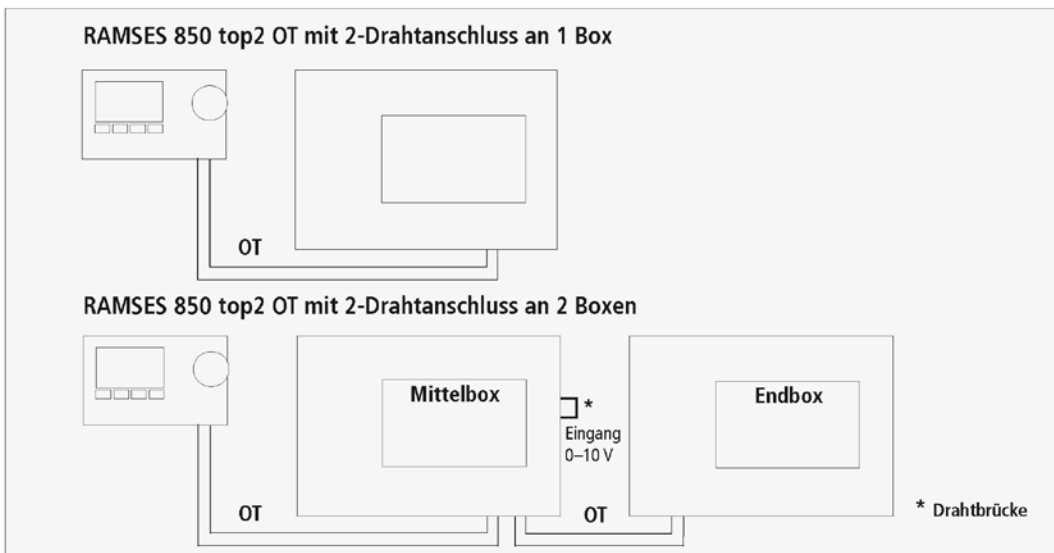 RAMSES 850 top2 OT mit 2-Drahtanschluss an 1 Box
OT
RAMSES 850 top2 OT mit 2-Drahtanschluss an 2 Boxen
Mittelbox
*
Eingang
0–10 V
Endbox
OT
OT
* Drahtbrücke